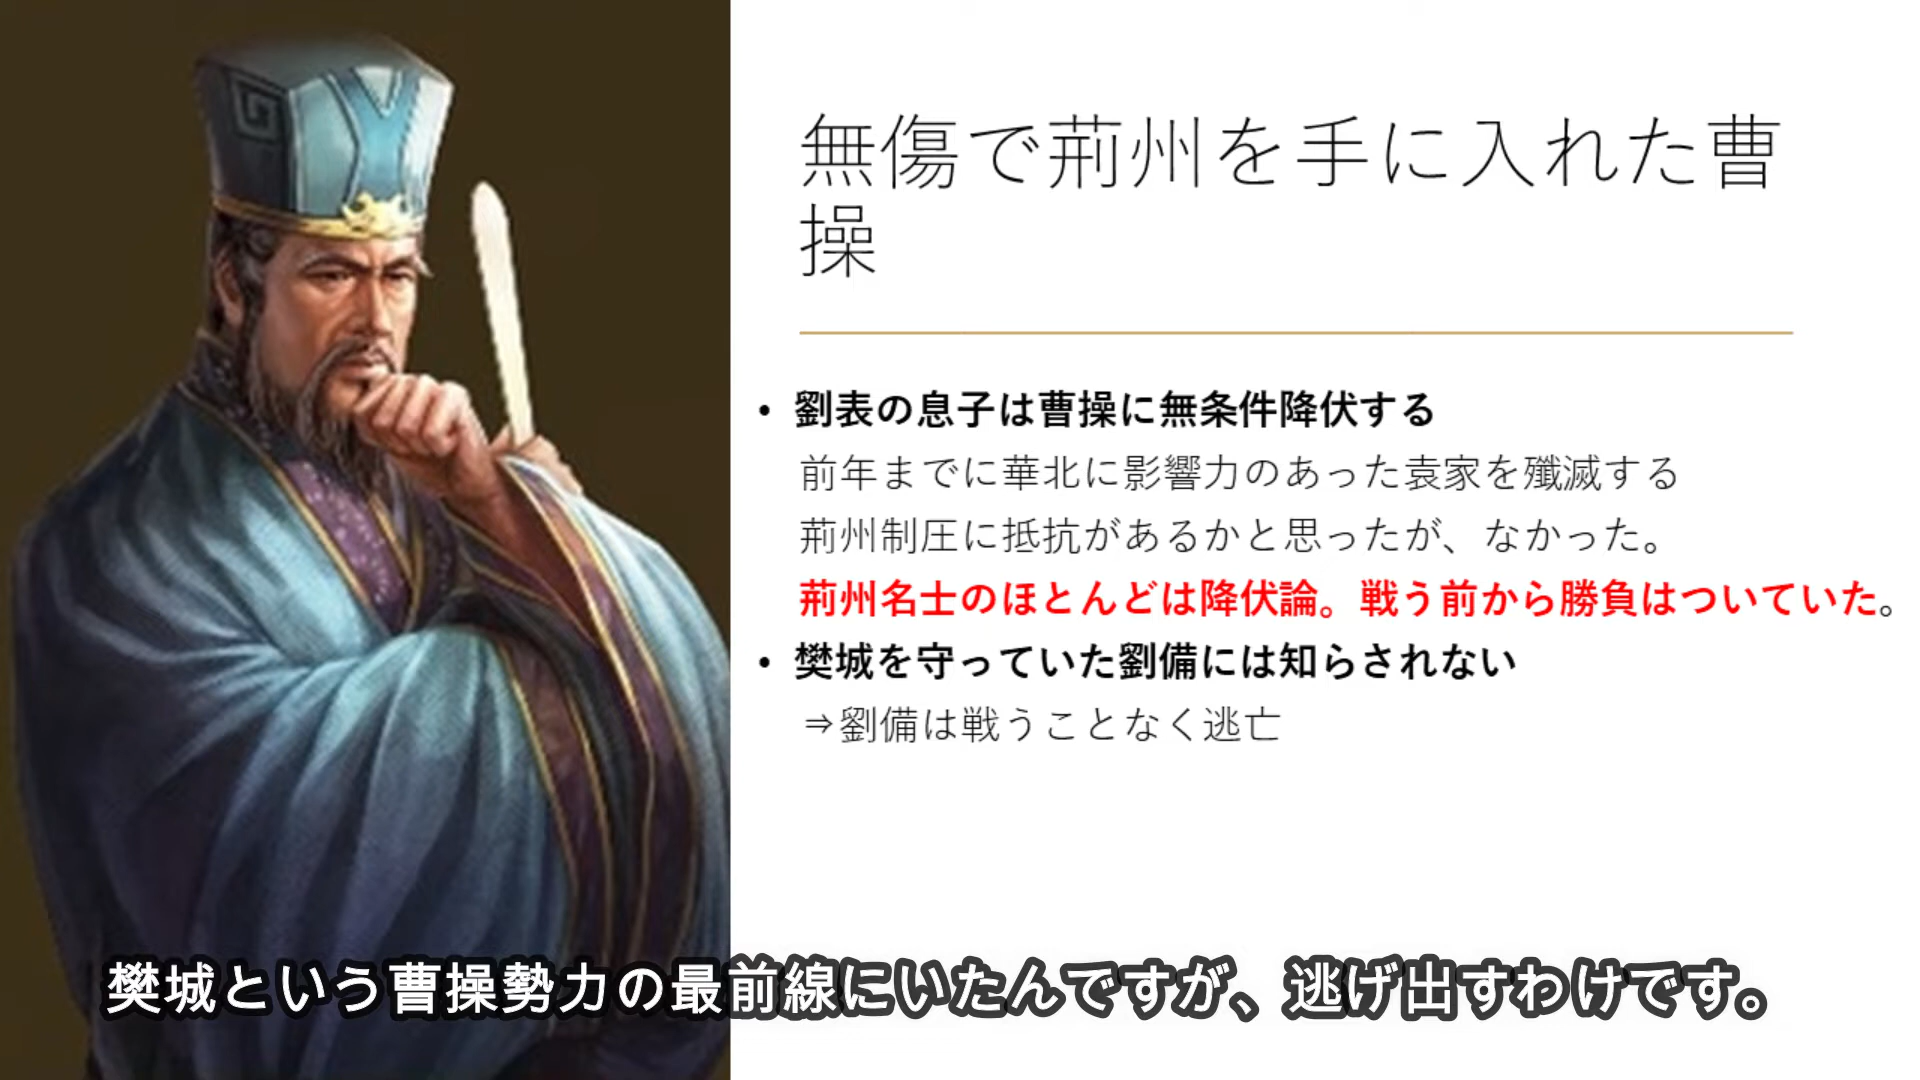 無傷で荊州を手に入れた曹
操
• 劉表の息子は曹操に無条件降伏する
前年までに華北に影響力のあった袁家を殲滅する
荊州制圧に抵抗があるかと思ったが、なかった。
荊州名士のほとんどは降伏論。戦う前から勝負はついていた。
• 樊城を守っていた劉備には知らされない
⇒劉備は戦うことなく逃亡
樊城という曹操勢力の最前線にいたんですが、逃げ出すわけです。